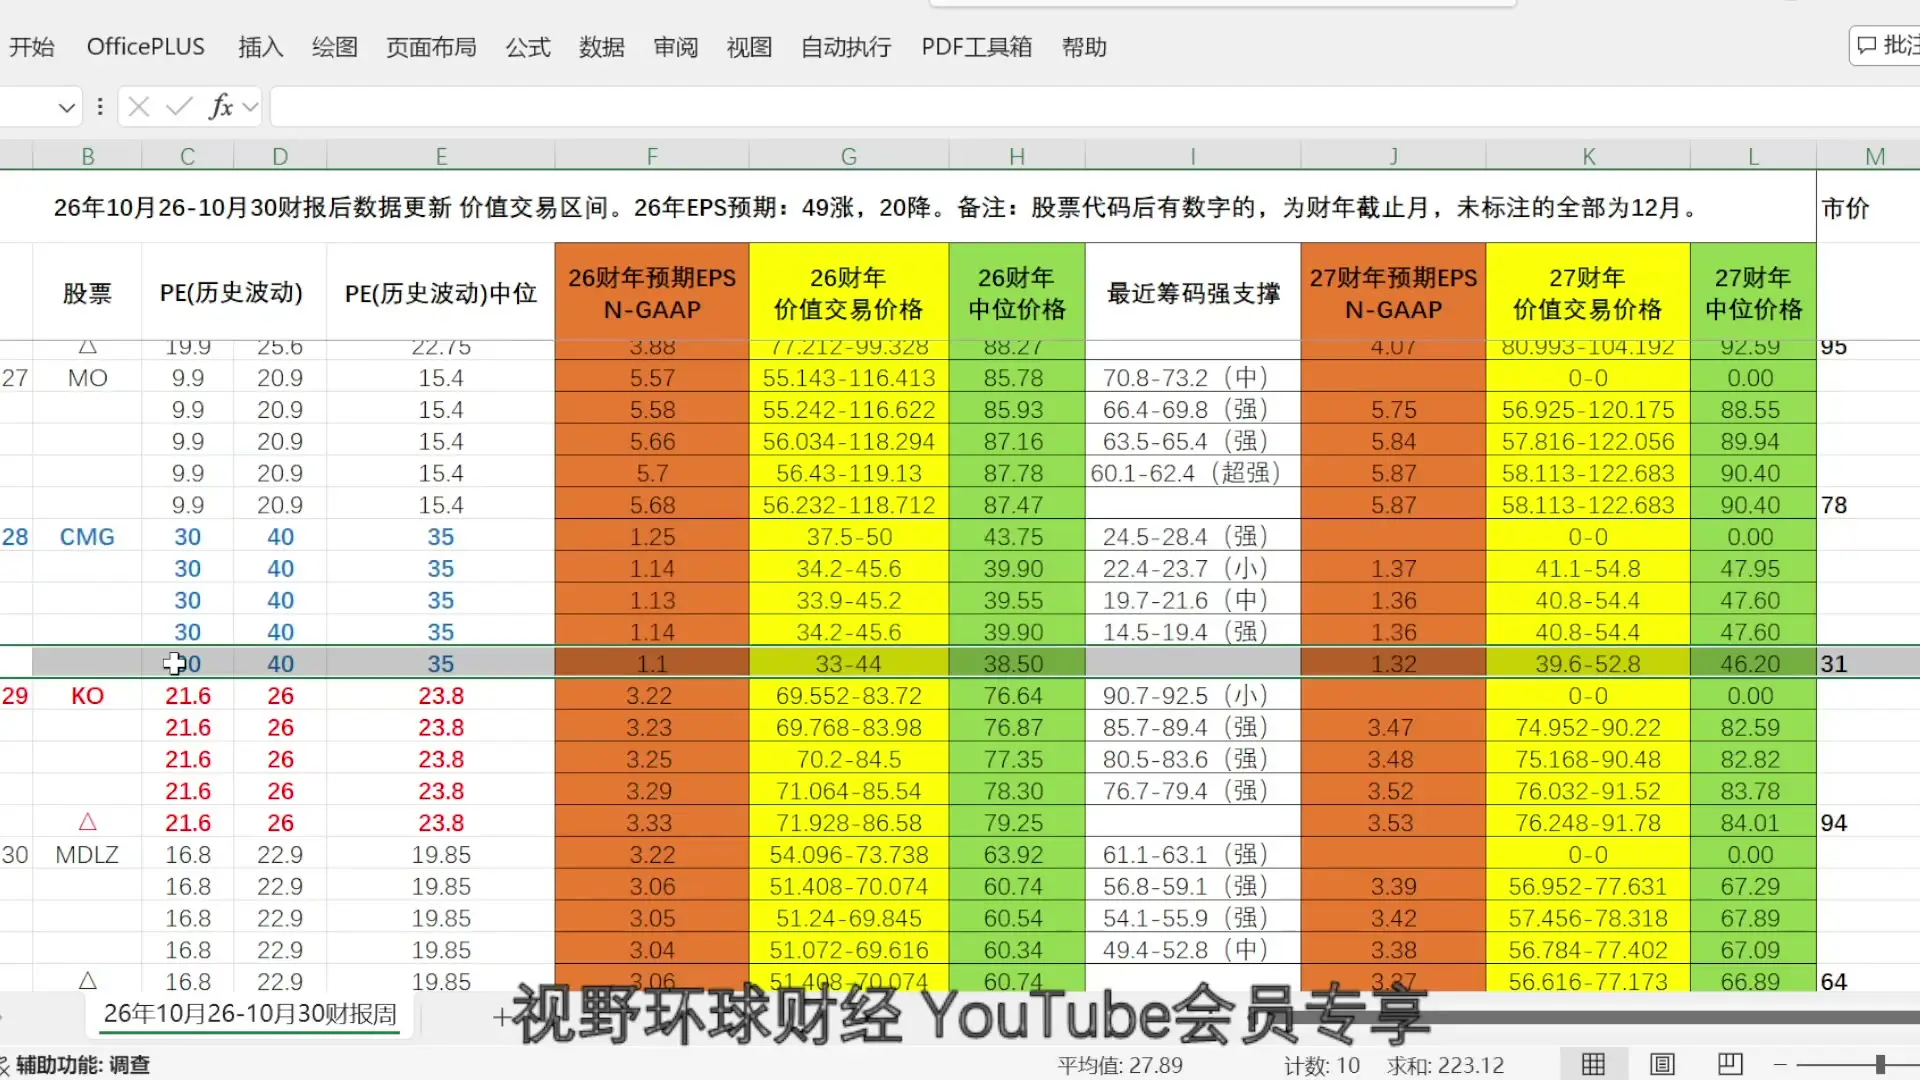 开始 OfficePLUS 插入 绘图 页面布局 公式 数据 审阅 视图 自动执行 PDF工具箱 帮助 批注
fx
B C D E F G H I J K L M
26年10月26-10月30财报后数据更新 价值交易区间。26年EPS预期：49涨，20降。备注：股票代码后有数字的，为财年截止月，未标注的全部为12月。 市价
股票 PE(历史波动) PE(历史波动)中位 26财年预期EPS N-GAAP 26财年 价值交易价格 26财年 中位价格 最近筹码强支撑 27财年预期EPS N-GAAP 27财年 价值交易价格 27财年 中位价格
△ 19.9 25.6 22.75 3.88 77.212-99.328 88.27 4.07 80.993-104.192 92.59 95
27 MO 9.9 20.9 15.4 5.57 55.143-116.413 85.78 70.8-73.2（中） 0-0 0.00
9.9 20.9 15.4 5.58 55.242-116.622 85.93 66.4-69.8（强） 5.75 56.925-120.175 88.55
9.9 20.9 15.4 5.66 56.034-118.294 87.16 63.5-65.4（强） 5.84 57.816-122.056 89.94
9.9 20.9 15.4 5.7 56.43-119.13 87.78 60.1-62.4（超强） 5.87 58.113-122.683 90.40
9.9 20.9 15.4 5.68 56.232-118.712 87.47 5.87 58.113-122.683 90.40 78
28 CMG 30 40 35 1.25 37.5-50 43.75 24.5-28.4（强） 0-0 0.00
30 40 35 1.14 34.2-45.6 39.90 22.4-23.7（小） 1.37 41.1-54.8 47.95
30 40 35 1.13 33.9-45.2 39.55 19.7-21.6（中） 1.36 40.8-54.4 47.60
30 40 35 1.14 34.2-45.6 39.90 14.5-19.4（强） 1.36 40.8-54.4 47.60
40 35 1.1 33-44 38.50 1.32 39.6-52.8 46.20 31
29 KO 21.6 26 23.8 3.22 69.552-83.72 76.64 90.7-92.5（小） 0-0 0.00
21.6 26 23.8 3.23 69.768-83.98 76.87 85.7-89.4（强） 3.47 74.952-90.22 82.59
21.6 26 23.8 3.25 70.2-84.5 77.35 80.5-83.6（强） 3.48 75.168-90.48 82.82
21.6 26 23.8 3.29 71.064-85.54 78.30 76.7-79.4（强） 3.52 76.032-91.52 83.78
△ 21.6 26 23.8 3.33 71.928-86.58 79.25 3.53 76.248-91.78 84.01 94
30 MDLZ 16.8 22.9 19.85 3.22 54.096-73.738 63.92 61.1-63.1（强） 0-0 0.00
16.8 22.9 19.85 3.06 51.408-70.074 60.74 56.8-59.1（强） 3.39 56.952-77.631 67.29
16.8 22.9 19.85 3.05 51.24-69.845 60.54 54.1-55.9（强） 3.42 57.456-78.318 67.89
16.8 22.9 19.85 3.04 51.072-69.616 60.34 49.4-52.8（中） 3.38 56.784-77.402 67.09
△ 16.8 22.9 19.85 3.06 51.408-70.074 60.74 3.37 56.616-77.173 66.89 64
26年10月26-10月30财报周
视野环球财经 YouTube会员专享
辅助功能: 调查 平均值: 27.89 计数: 10 求和: 223.12